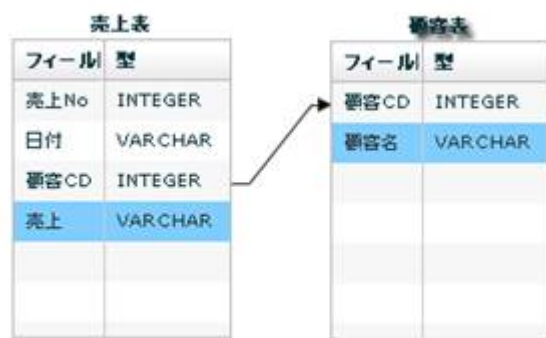 売上表
フィール 型
売上No INTEGER
日付 VARCHAR
顧客CD INTEGER
売上 VARCHAR
顧客表
フィール 型
顧客CD INTEGER
顧客名 VARCHAR